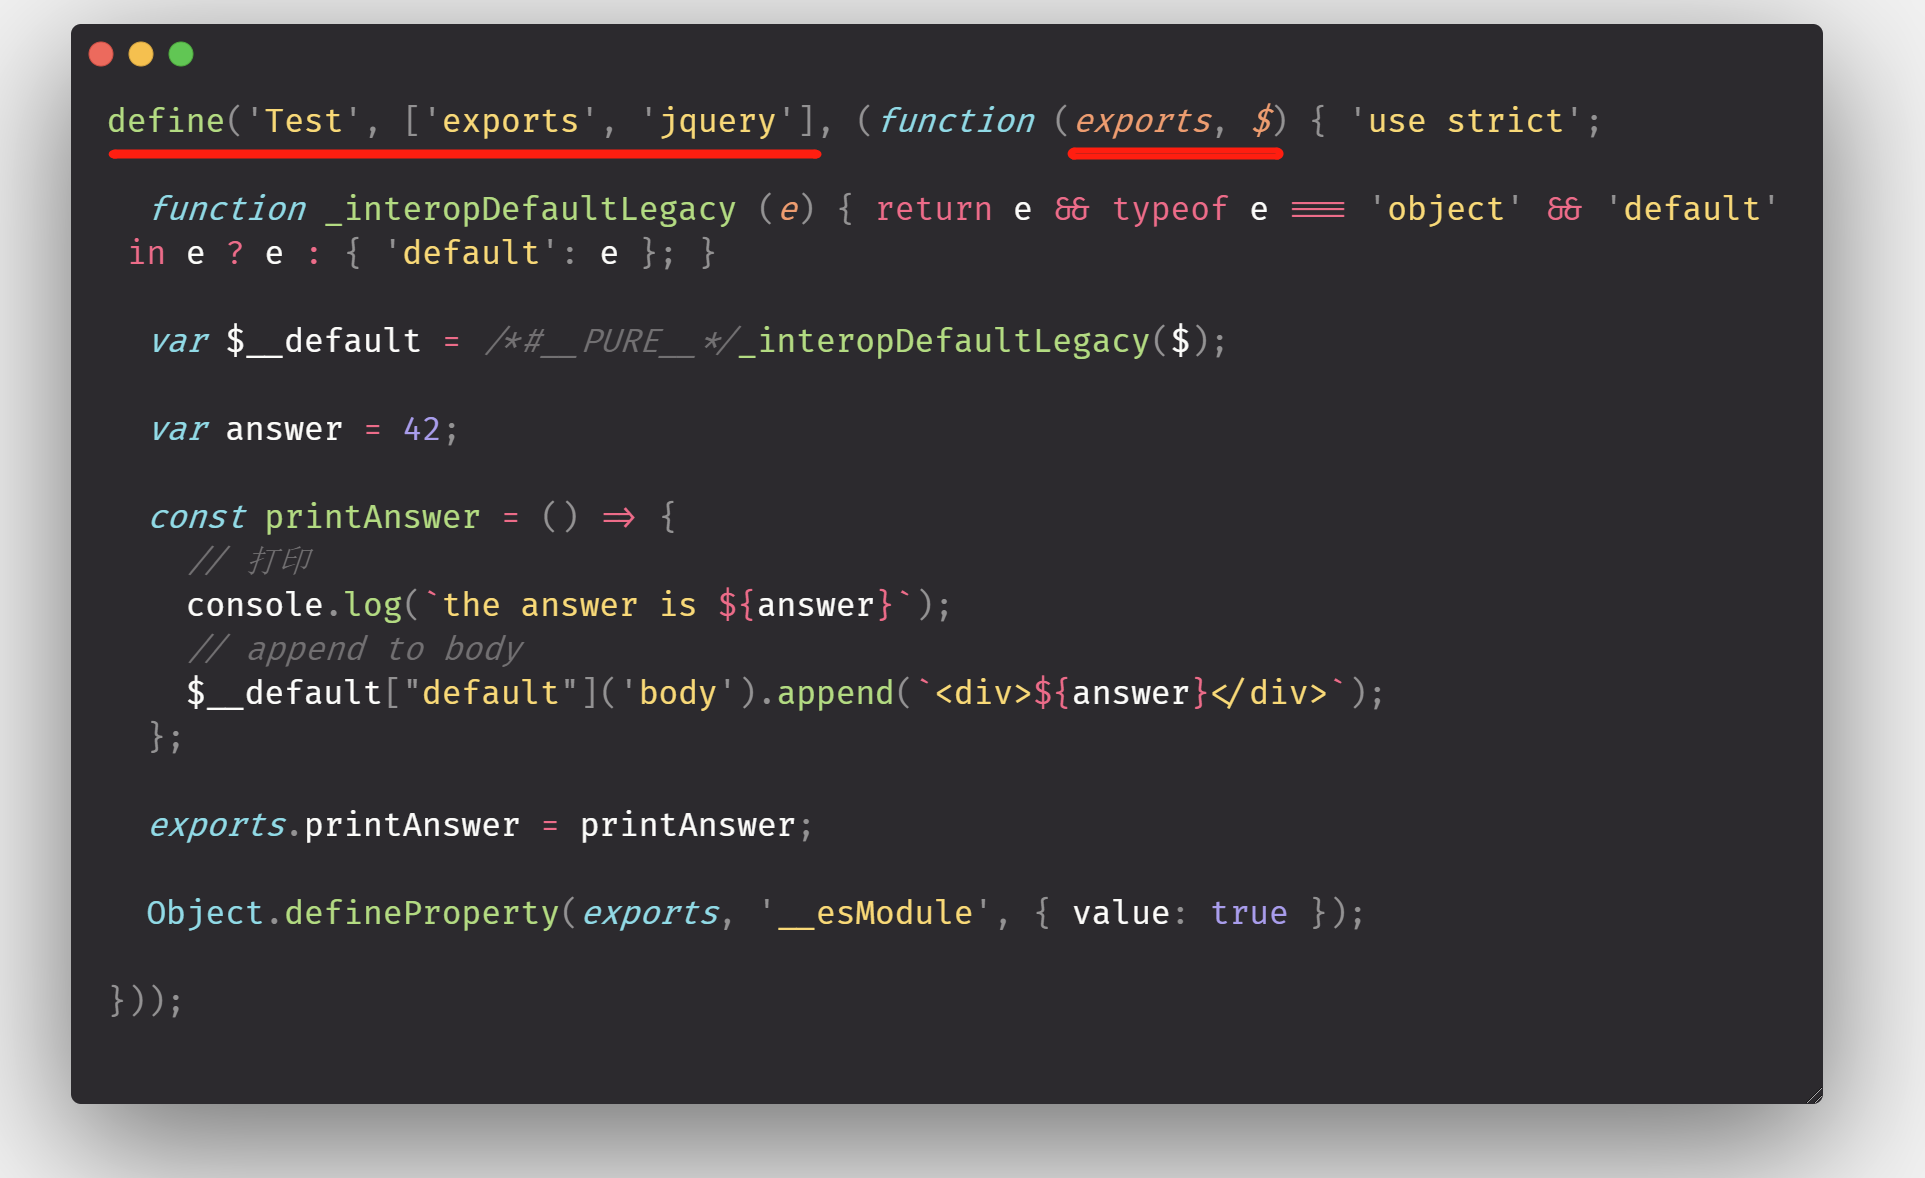 define('Test', ['exports', 'jquery'], (function (exports, $) { 'use strict';
function _interopDefaultLegacy (e) { return e && typeof e === 'object' && 'default'
in e ? e : { 'default': e }; }
var $__default = /*#__PURE__*/_interopDefaultLegacy($);
var answer = 42;
const printAnswer = () => {
// 打印
console.log(`the answer is ${answer}`);
// append to body
$__default["default"]('body').append(`<div>${answer}</div>`);
};
exports.printAnswer = printAnswer;
Object.defineProperty(exports, '__esModule', { value: true });
}));